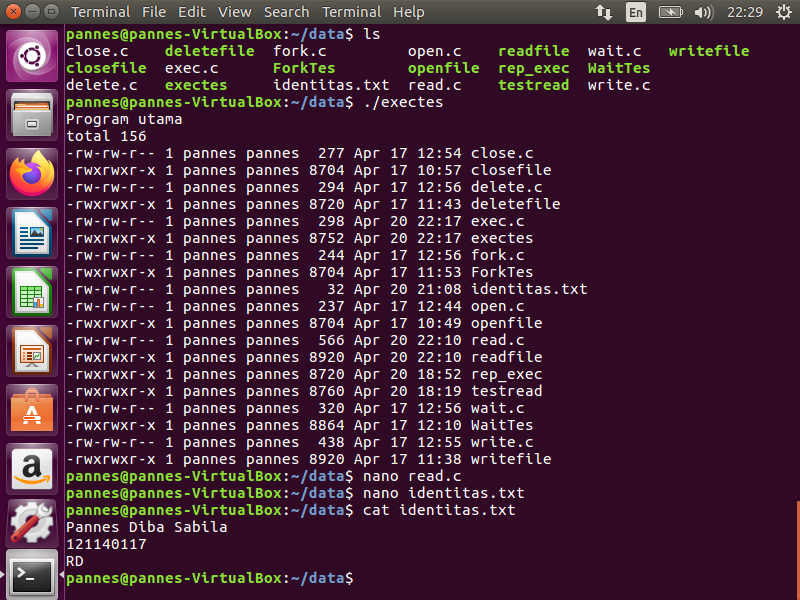 Terminal File Edit View Search Terminal Help En 22:29
pannes@pannes-VirtualBox:~/data$ ls
close.c deletefile fork.c open.c readfile wait.c writefile
closefile exec.c ForkTes openfile rep_exec WaitTes
delete.c exectes identitas.txt read.c testread write.c
pannes@pannes-VirtualBox:~/data$ ./exectes
Program utama
total 156
-rw-rw-r-- 1 pannes pannes 277 Apr 17 12:54 close.c
-rwxrwxr-x 1 pannes pannes 8704 Apr 17 10:57 closefile
-rw-rw-r-- 1 pannes pannes 294 Apr 17 12:56 delete.c
-rwxrwxr-x 1 pannes pannes 8720 Apr 17 11:43 deletefile
-rw-rw-r-- 1 pannes pannes 298 Apr 20 22:17 exec.c
-rwxrwxr-x 1 pannes pannes 8752 Apr 20 22:17 exectes
-rw-rw-r-- 1 pannes pannes 244 Apr 17 12:56 fork.c
-rwxrwxr-x 1 pannes pannes 8704 Apr 17 11:53 ForkTes
-rw-rw-r-- 1 pannes pannes 32 Apr 20 21:08 identitas.txt
-rw-rw-r-- 1 pannes pannes 237 Apr 17 12:44 open.c
-rwxrwxr-x 1 pannes pannes 8704 Apr 17 10:49 openfile
-rw-rw-r-- 1 pannes pannes 566 Apr 20 22:10 read.c
-rwxrwxr-x 1 pannes pannes 8920 Apr 20 22:10 readfile
-rwxrwxr-x 1 pannes pannes 8720 Apr 20 18:52 rep_exec
-rwxrwxr-x 1 pannes pannes 8760 Apr 20 18:19 testread
-rw-rw-r-- 1 pannes pannes 320 Apr 17 12:56 wait.c
-rwxrwxr-x 1 pannes pannes 8864 Apr 17 12:10 WaitTes
-rw-rw-r-- 1 pannes pannes 438 Apr 17 12:55 write.c
-rwxrwxr-x 1 pannes pannes 8920 Apr 17 11:38 writefile
pannes@pannes-VirtualBox:~/data$ nano read.c
pannes@pannes-VirtualBox:~/data$ nano identitas.txt
pannes@pannes-VirtualBox:~/data$ cat identitas.txt
Pannes Diba Sabila
121140117
RD
pannes@pannes-VirtualBox:~/data$